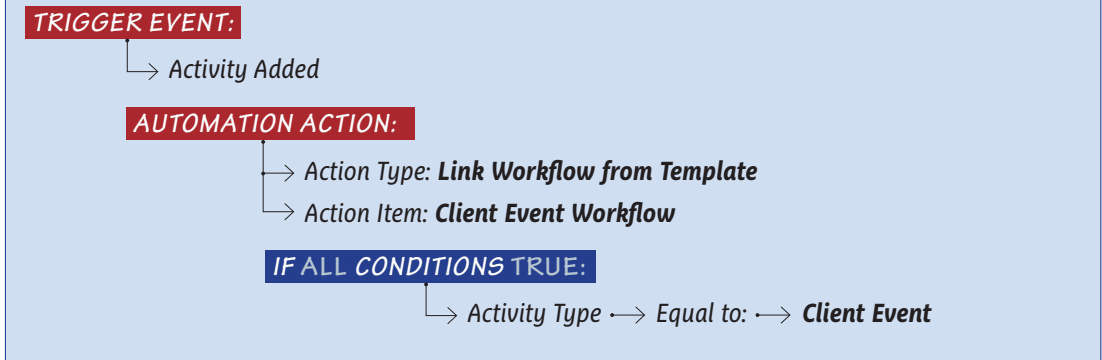 TRIGGER EVENT:
Activity Added
AUTOMATION ACTION:
Action Type: Link Workflow from Template
Action Item: Client Event Workflow
IF ALL CONDITIONS TRUE:
Activity Type Equal to: Client Event